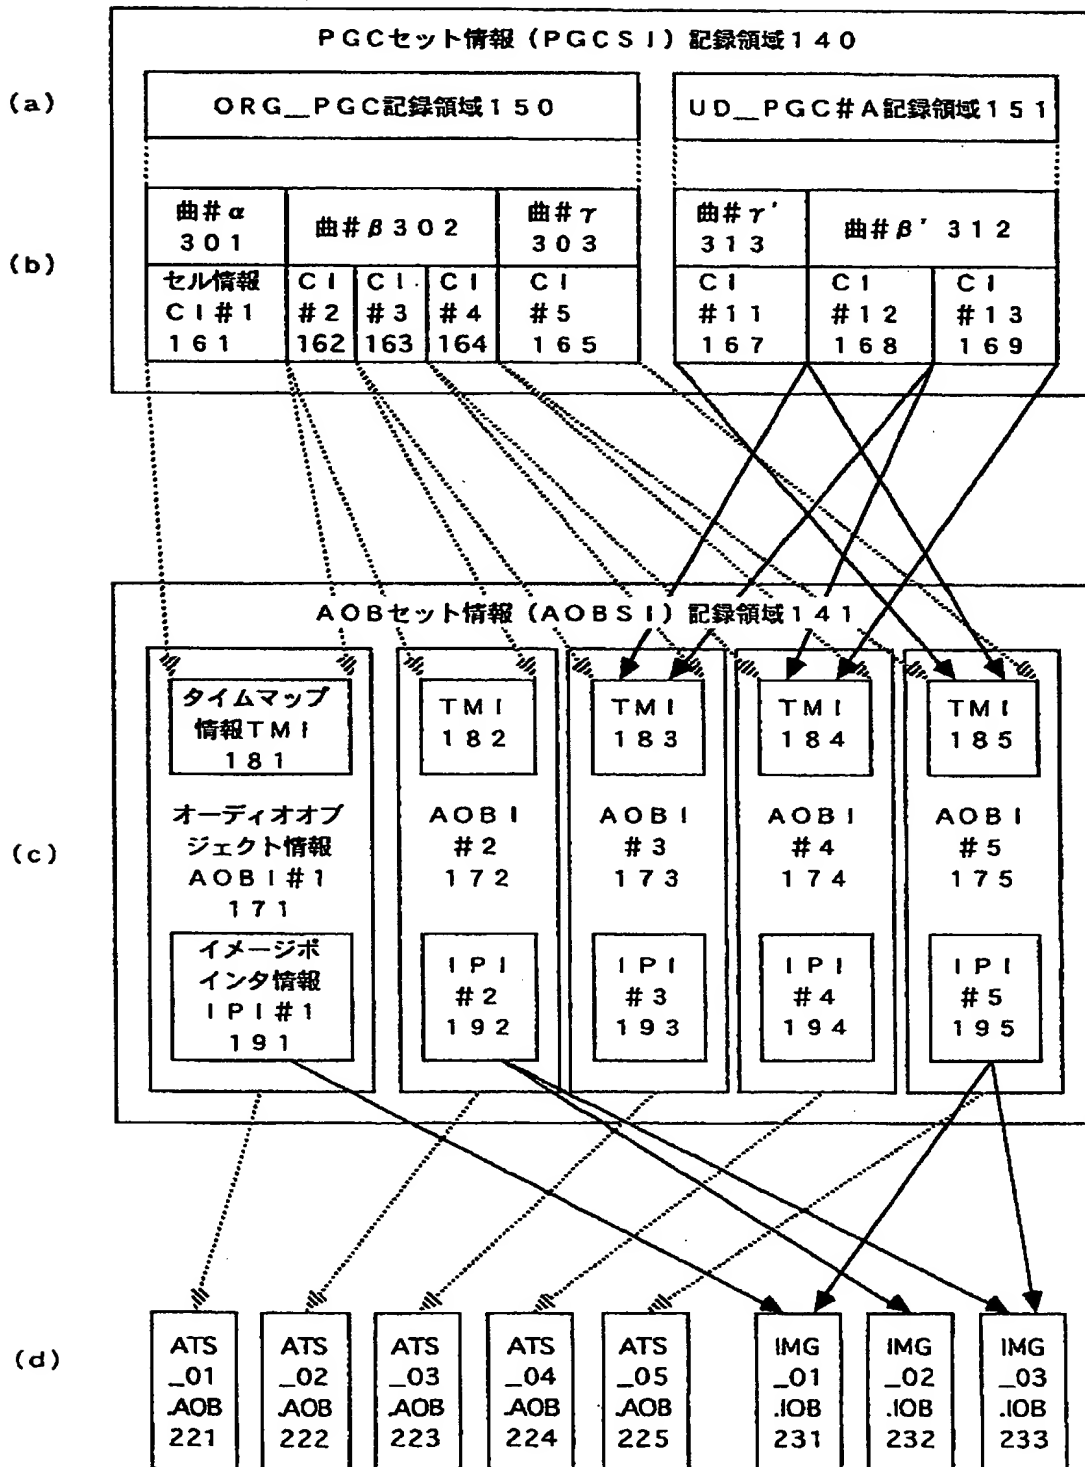 PGCセット情報(PGCSI)記録領域140
(a)
ORG__PGC記録領域150
UD__PGC#A記録領域151
(b)
曲#α
301
曲#β302
曲#γ
303
曲#γ'
313
曲#β'312
セル情報
CI#1
161
CI
#2
162
CI
#3
163
CI
#4
164
CI
#5
165
CI
#11
167
CI
#12
168
CI
#13
169
AOBセット情報(AOBSI)記録領域141
(c)
タイムマップ
情報TMI
181
オーディオオブ
ジェクト情報
AOBI#1
171
イメージポ
インタ情報
IPI#1
191
TMI
182
AOBI
#2
172
IPI
#2
192
TMI
183
AOBI
#3
173
IPI
#3
193
TMI
184
AOBI
#4
174
IPI
#4
194
TMI
185
AOBI
#5
175
IPI
#5
195
(d)
ATS
_01
.AOB
221
ATS
_02
.AOB
222
ATS
_03
.AOB
223
ATS
_04
.AOB
224
ATS
_05
.AOB
225
IMG
_01
.IOB
231
IMG
_02
.IOB
232
IMG
_03
.IOB
233